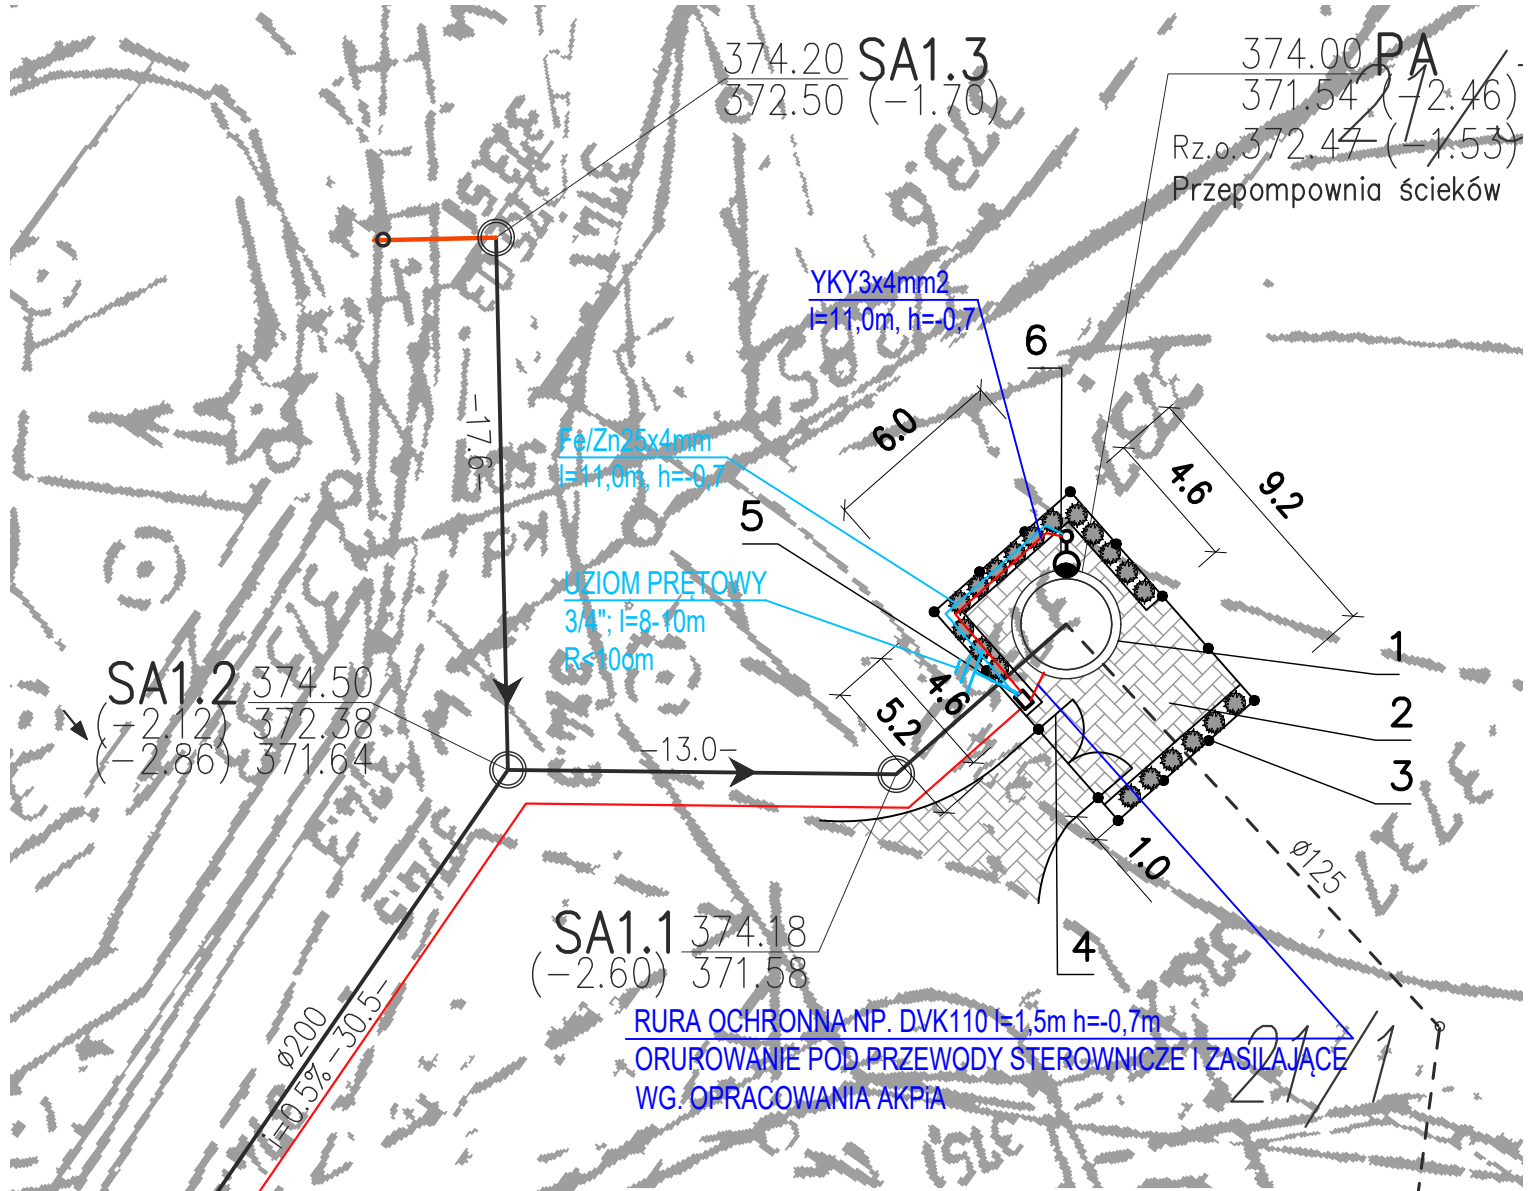 374.20 SA1.3
372.50 (-1.70)
374.00 PA
371.54 (-2.46)
Rz.o. 372.47 (-1.53)
Przepompownia ścieków
373.6
YKY3x4mm2
l=11,0m, h=-0,7
6
6.0
4.6
9.2
-17.9-
Fe/Zn25x4mm
l=11,0m, h=-0,7
5
UZIOM PRĘTOWY
3/4"; l=8-10m
R<10om
1
2
3
4.6
5.2
SA1.2 374.50
(-2.12) 372.38
(-2.86) 371.64
-13.0-
1.0
ø125
SA1.1 374.18
(-2.60) 371.58
4
ø200
i=0.5% -30.5-
RURA OCHRONNA NP. DVK110 l=1,5m h=-0,7m
ORUROWANIE POD PRZEWODY STEROWNICZE I ZASILAJĄCE
WG. OPRACOWANIA AKPiA
21/1